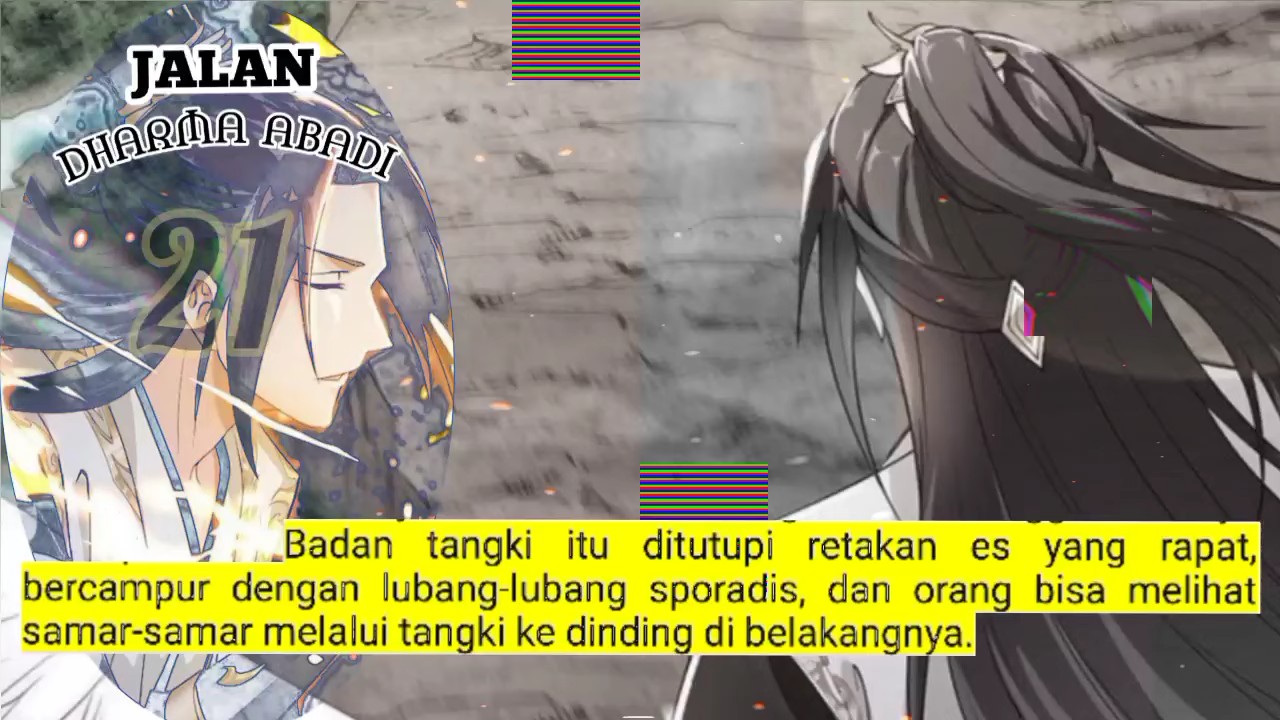 JALAN
DHARMA ABADI
21
Badan tangki itu ditutupi retakan es yang rapat,
bercampur dengan lubang-lubang sporadis, dan orang bisa melihat
samar-samar melalui tangki ke dinding di belakangnya.